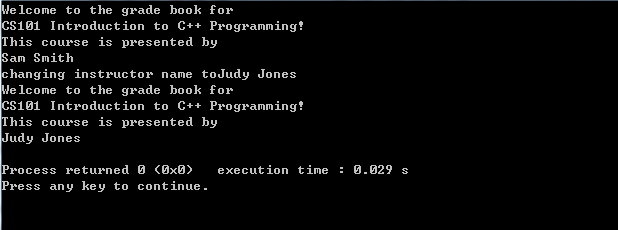 Welcome to the grade book for
CS101 Introduction to C++ Programming!
This course is presented by
Sam Smith
changing instructor name toJudy Jones
Welcome to the grade book for
CS101 Introduction to C++ Programming!
This course is presented by
Judy Jones
Process returned 0 (0x0)   execution time : 0.029 s
Press any key to continue.